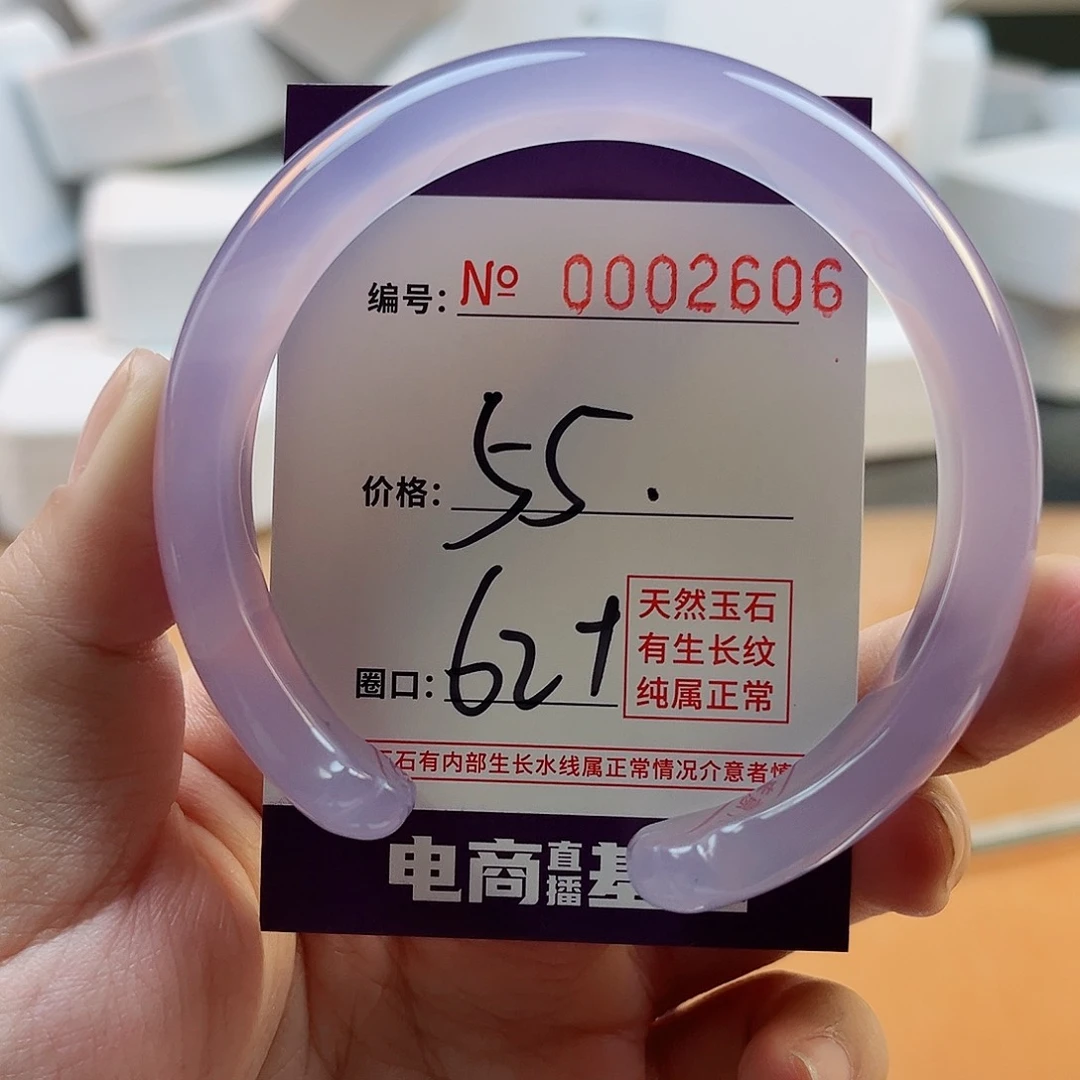 编号: № 0002606
价格: 55.
圈口: 62+
天然玉石
有生长纹
纯属正常
石有内部生长水线属正常情况介意者慎
电商直播基